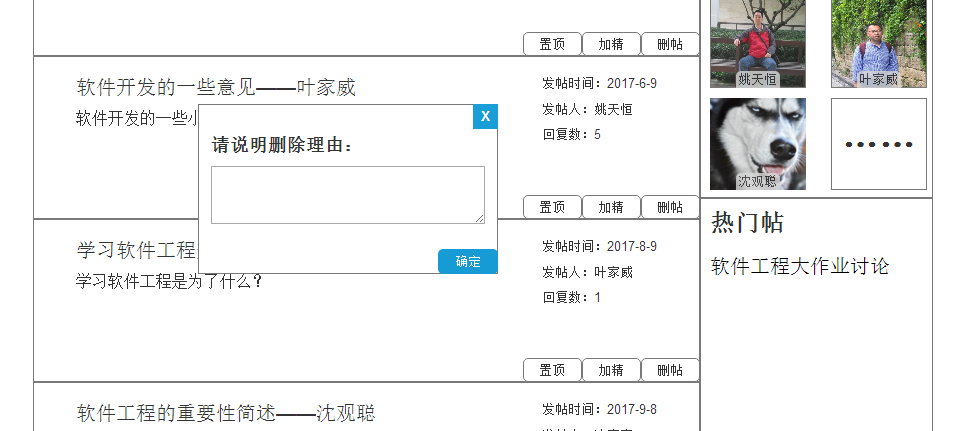 置顶 加精 删帖
软件开发的一些意见——叶家威
软件开发的一些小
发帖时间：2017-6-9
发帖人：姚天恒
回复数：5
置顶 加精 删帖
X
请说明删除理由：
确定
学习软件工程
学习软件工程是为了什么？
发帖时间：2017-8-9
发帖人：叶家威
回复数：1
置顶 加精 删帖
软件工程的重要性简述——沈观聪
发帖时间：2017-9-8
姚天恒
叶家威
沈观聪
······
热门帖
软件工程大作业讨论